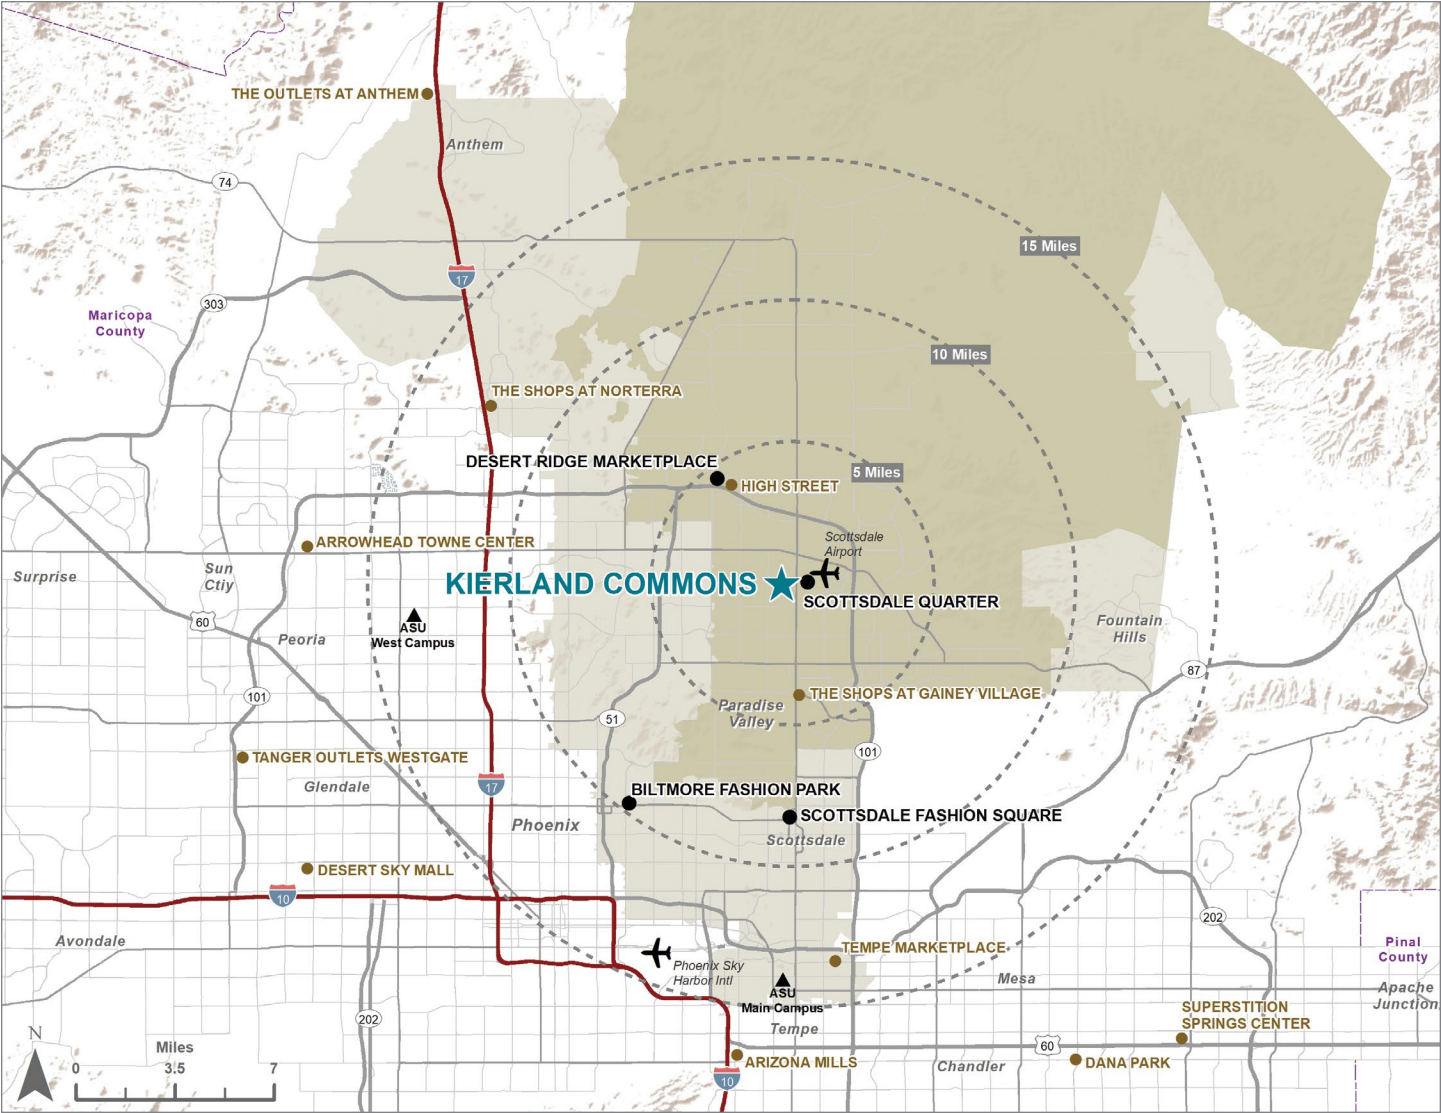 THE OUTLETS AT ANTHEM
Anthem
74
15 Miles
17
303
Maricopa
County
10 Miles
THE SHOPS AT NORTERRA
DESERT RIDGE MARKETPLACE
5 Miles
HIGH STREET
ARROWHEAD TOWNE CENTER
Scottsdale
Airport
Surprise
Sun
Ctiy
KIERLAND COMMONS
SCOTTSDALE QUARTER
60
ASU
West Campus
Peoria
Fountain
Hills
87
101
THE SHOPS AT GAINEY VILLAGE
Paradise
Valley
51
101
TANGER OUTLETS WESTGATE
17
Glendale
BILTMORE FASHION PARK
SCOTTSDALE FASHION SQUARE
Phoenix
Scottsdale
DESERT SKY MALL
10
202
Avondale
TEMPE MARKETPLACE
Pinal
County
Phoenix Sky
Harbor Intl
Mesa
ASU
Main Campus
Apache
Junction
202
Tempe
SUPERSTITION
SPRINGS CENTER
N
Miles
0 3.5 7
60
ARIZONA MILLS
Chandler
DANA PARK
10